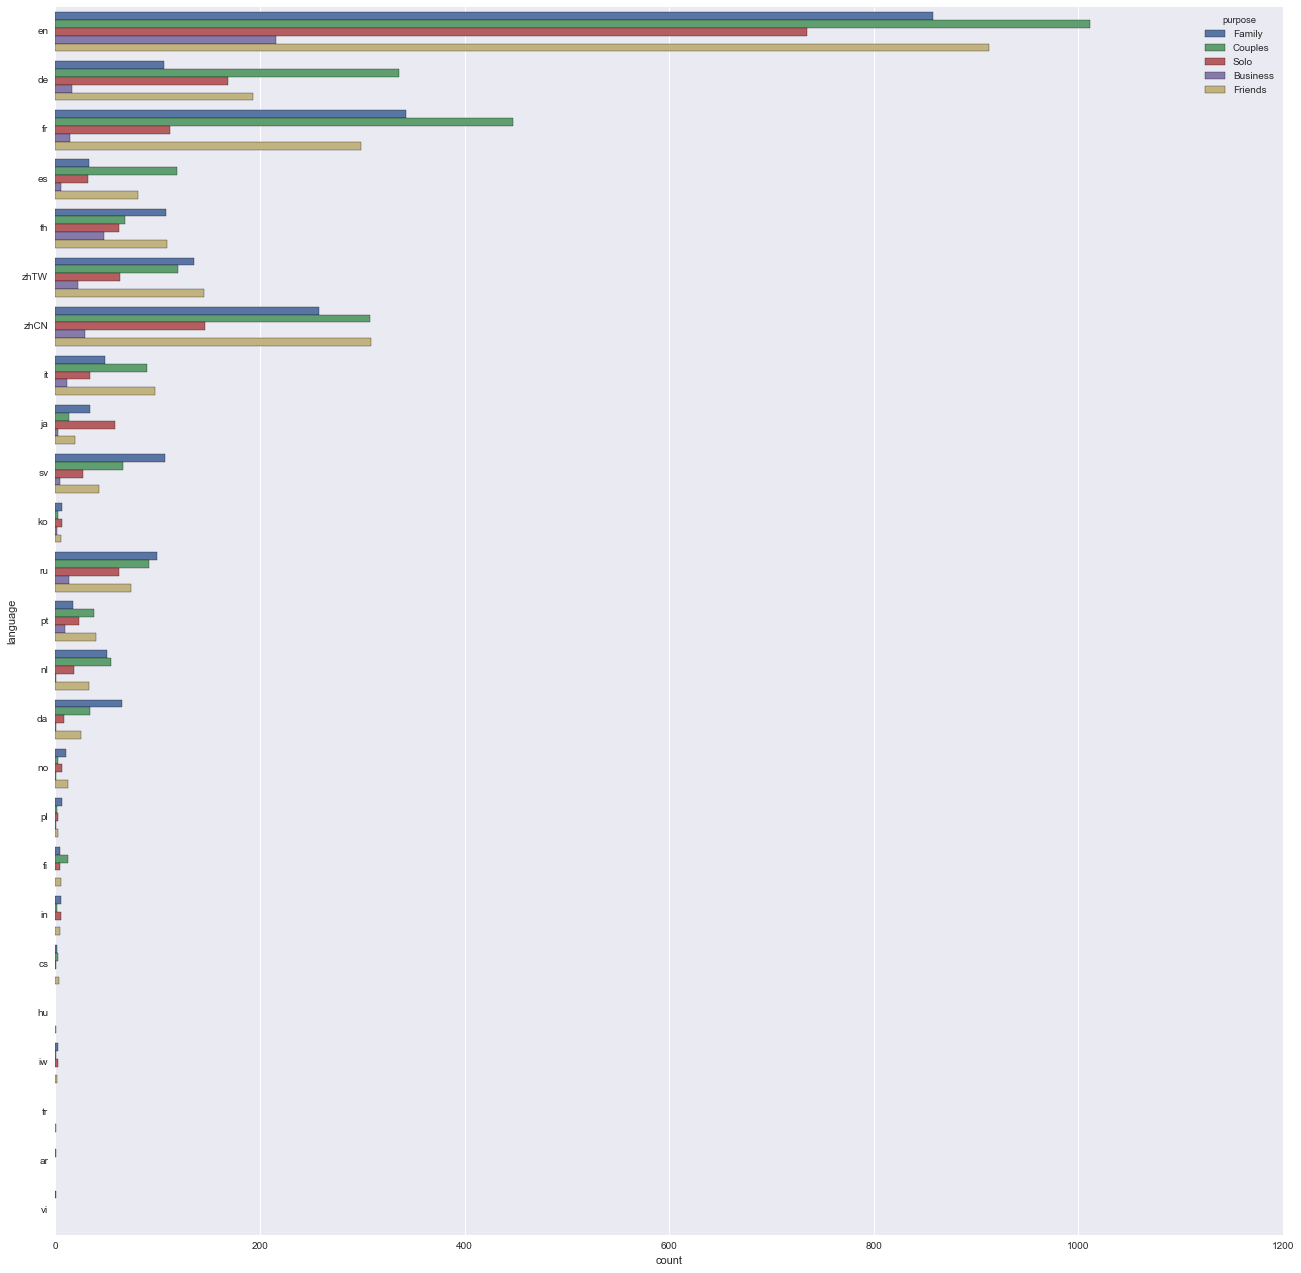 purpose
Family
Couples
Solo
Business
Friends
language
en
de
fr
es
th
zhTW
zhCN
it
ja
sv
ko
ru
pt
nl
da
no
pl
fi
in
cs
hu
iw
tr
ar
vi
0 200 400 600 800 1000 1200
count